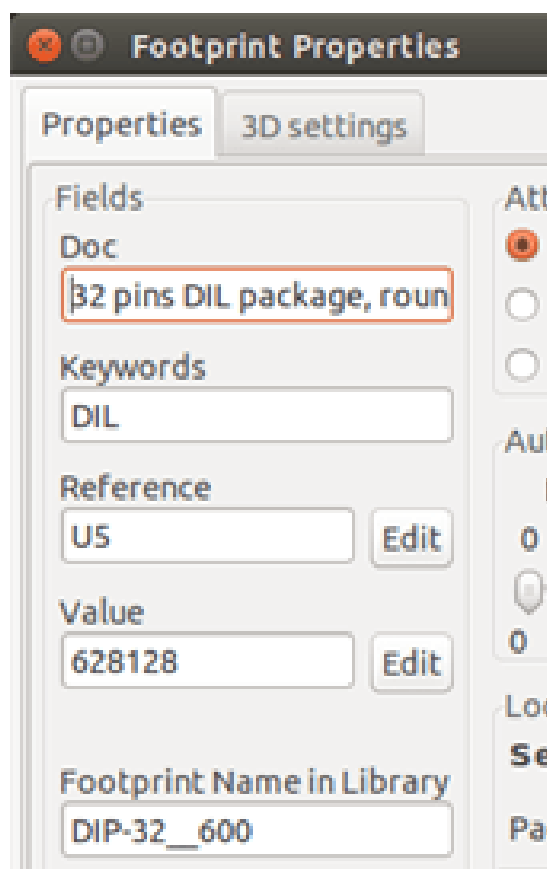 Footprint Properties
Properties 3D settings
Fields
Doc
32 pins DIL package, roun
Keywords
DIL
Reference
U5
Edit
Value
628128
Edit
Footprint Name in Library
DIP-32__600
Att
Au
0
0
Loc
Se
Pa